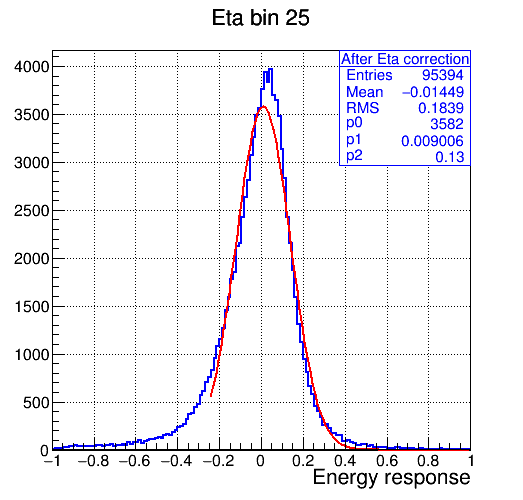 Eta bin 25
After Eta correction
Entries 95394
Mean −0.01449
RMS 0.1839
p0 3582
p1 0.009006
p2 0.13
4000
3500
3000
2500
2000
1500
1000
500
0
−1 −0.8 −0.6 −0.4 −0.2 0 0.2 0.4 0.6 0.8 1
Energy response